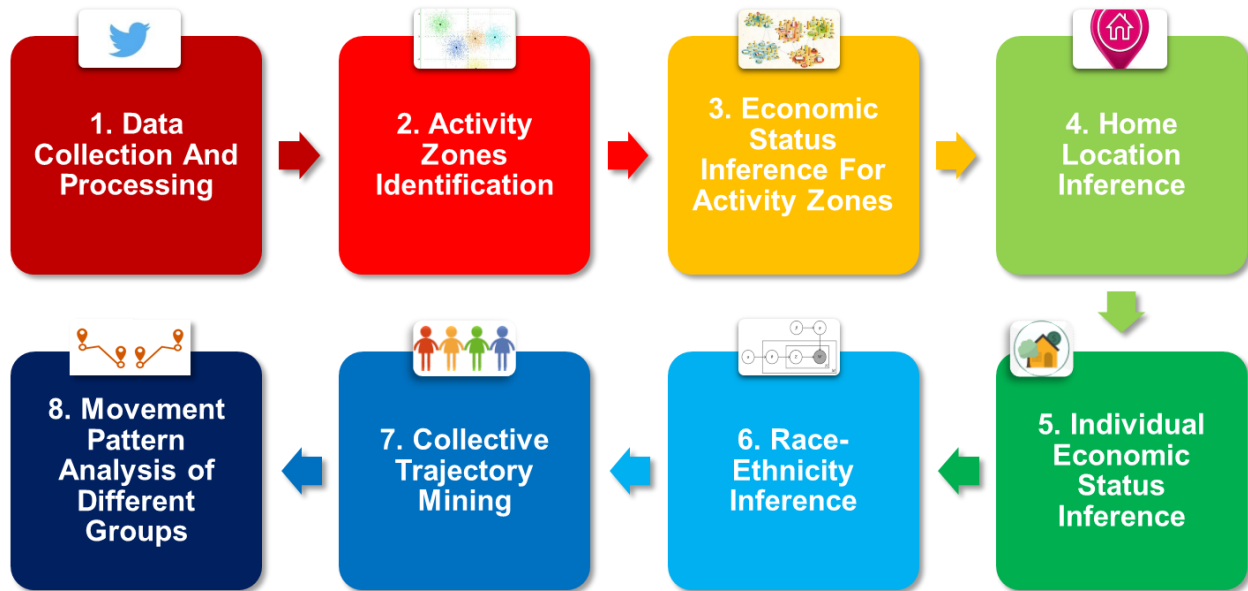 1. Data
Collection And
Processing
2. Activity
Zones
Identification
3. Economic
Status
Inference For
Activity Zones
4. Home
Location
Inference
5. Individual
Economic
Status
Inference
6. Race-
Ethnicity
Inference
7. Collective
Trajectory
Mining
8. Movement
Pattern
Analysis of
Different
Groups